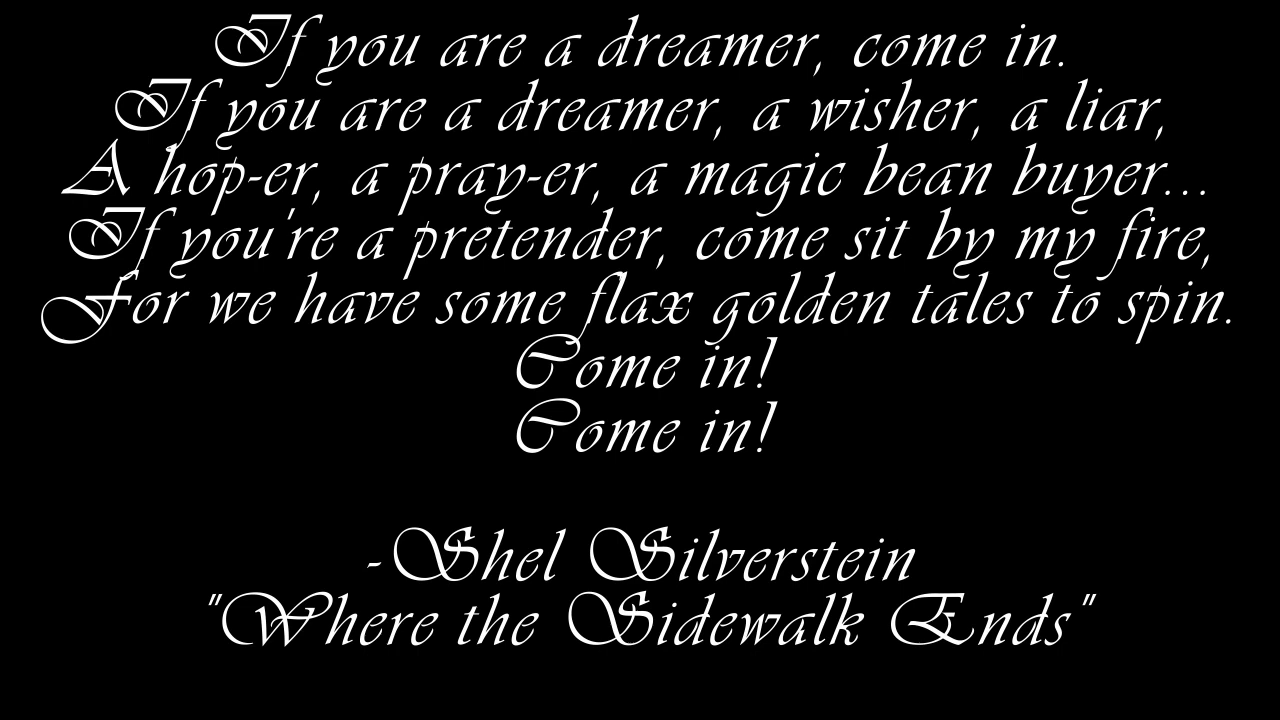 If you are a dreamer, come in.
If you are a dreamer, a wisher, a liar,
A hop-er, a pray-er, a magic bean buyer...
If you're a pretender, come sit by my fire,
For we have some flax golden tales to spin.
Come in!
Come in!
-Shel Silverstein
"Where the Sidewalk Ends"